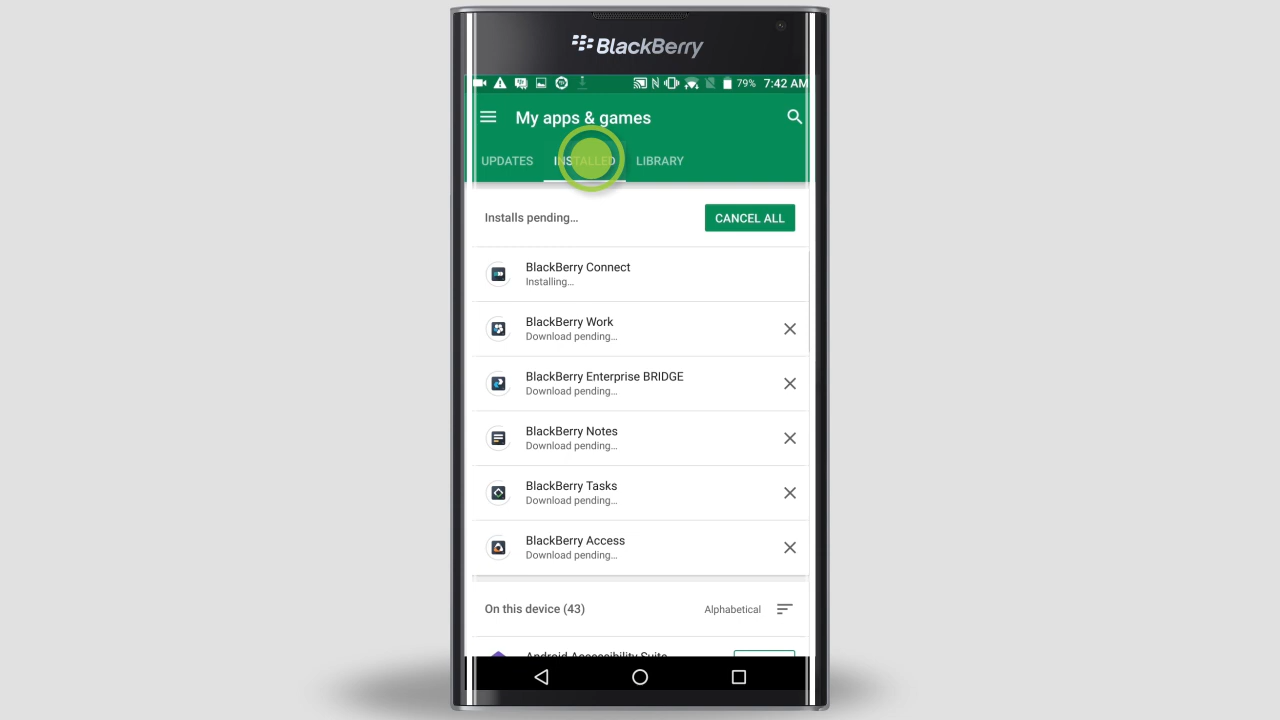 BlackBerry
79% 7:42 AM
My apps & games
UPDATES INSTALLED LIBRARY
Installs pending...
CANCEL ALL
BlackBerry Connect
Installing...
BlackBerry Work
Download pending...
BlackBerry Enterprise BRIDGE
Download pending...
BlackBerry Notes
Download pending...
BlackBerry Tasks
Download pending...
BlackBerry Access
Download pending...
On this device (43)
Alphabetical
Android Accessibility Suite